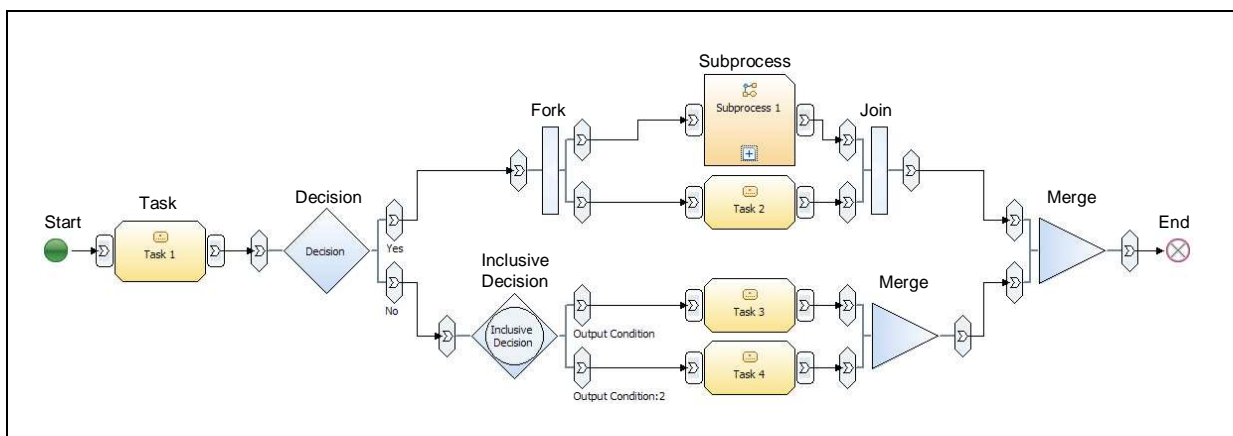 Subprocess
Fork
Subprocess 1
Join
Task
Decision
Start
Task 2
Merge
End
Task 1
Decision
Yes
Inclusive
Decision
Merge
No
Task 3
Inclusive
Decision
Output Condition
Task 4
Output Condition:2